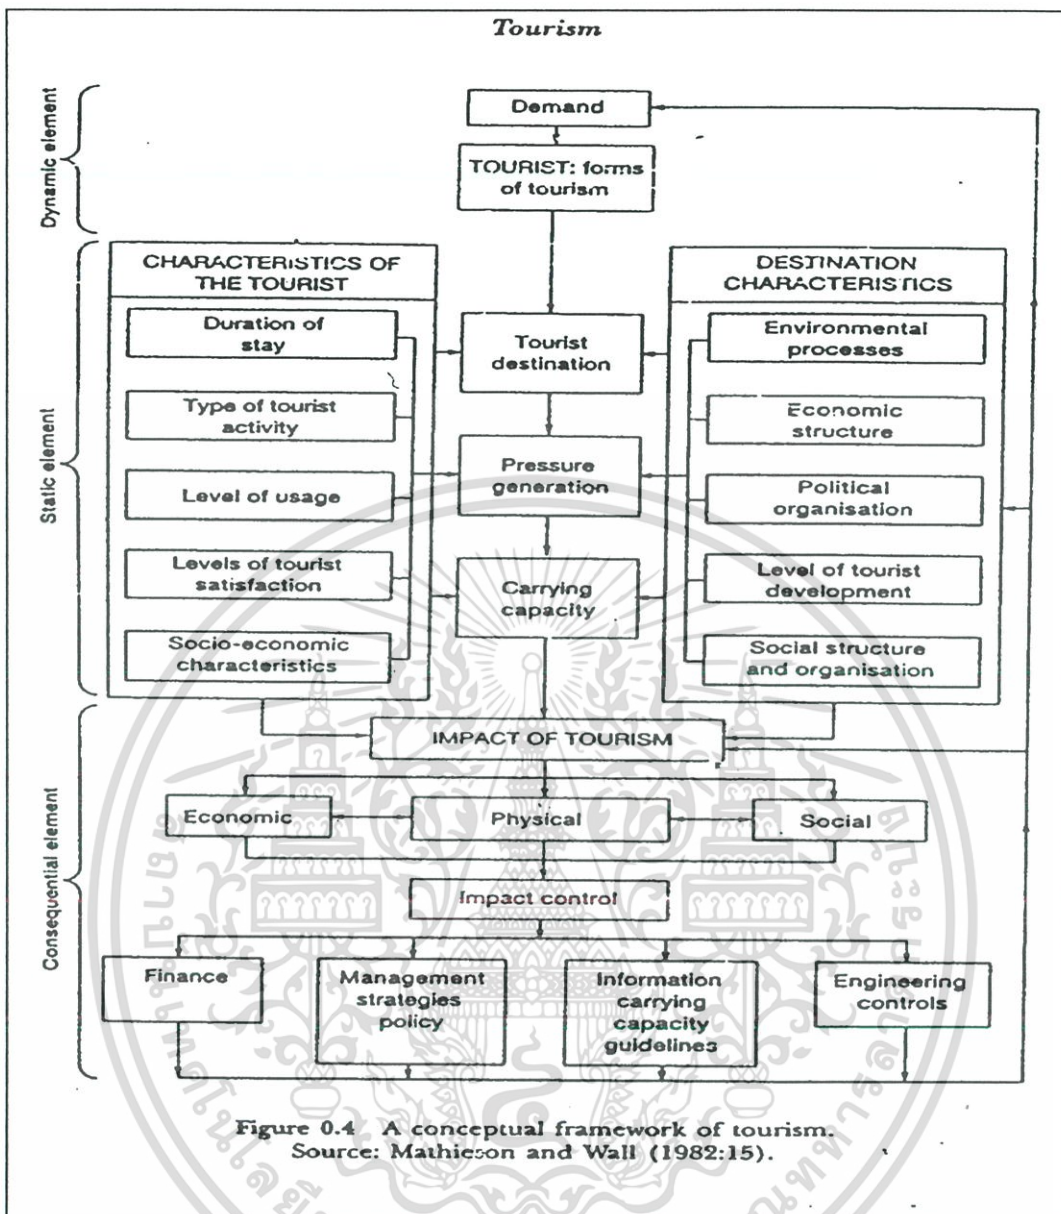 Tourism
Dynamic element
Demand
TOURIST: forms
of tourism
Static element
CHARACTERISTICS OF
THE TOURIST
Duration of
stay
Type of tourist
activity
Level of usage
Levels of tourist
satisfaction
Socio-economic
characteristics
Tourist
destination
Pressure
generation
Carrying
capacity
DESTINATION
CHARACTERISTICS
Environmental
processes
Economic
structure
Political
organisation
Level of tourist
development
Social structure
and organisation
Consequential element
IMPACT OF TOURISM
Economic
Physical
Social
Impact control
Finance
Management
strategies
policy
Information
carrying
capacity
guidelines
Engineering
controls
Figure 0.4 A conceptual framework of tourism.
Source: Mathieson and Wall (1982:15).